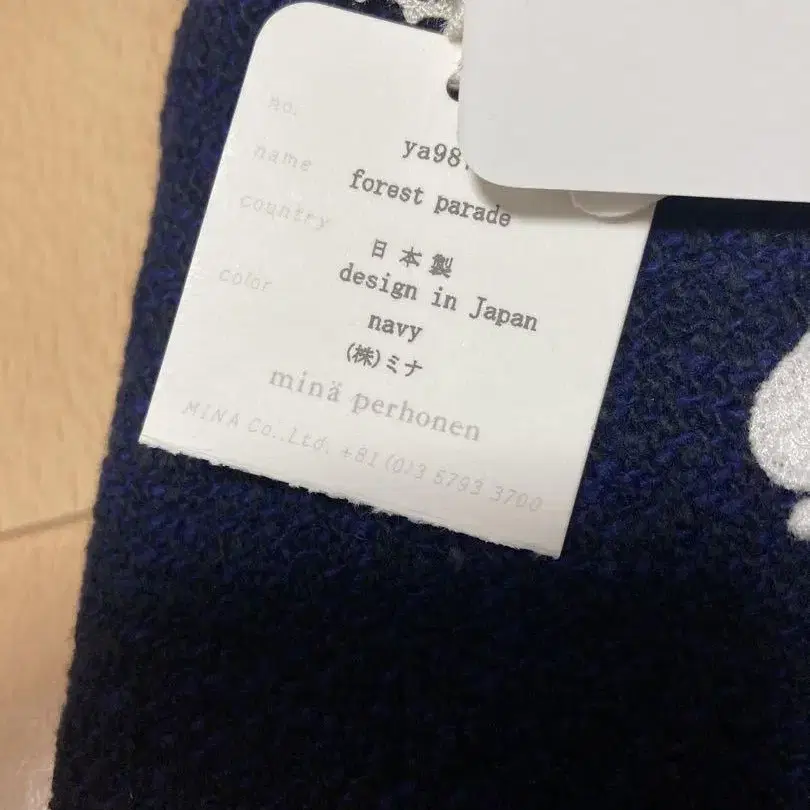 no.
ya98
name
forest parade
country
日本製
design in Japan
color
navy
(株)ミナ
minä perhonen
MINA Co.,Ltd. +81 (0)3 5793 3700